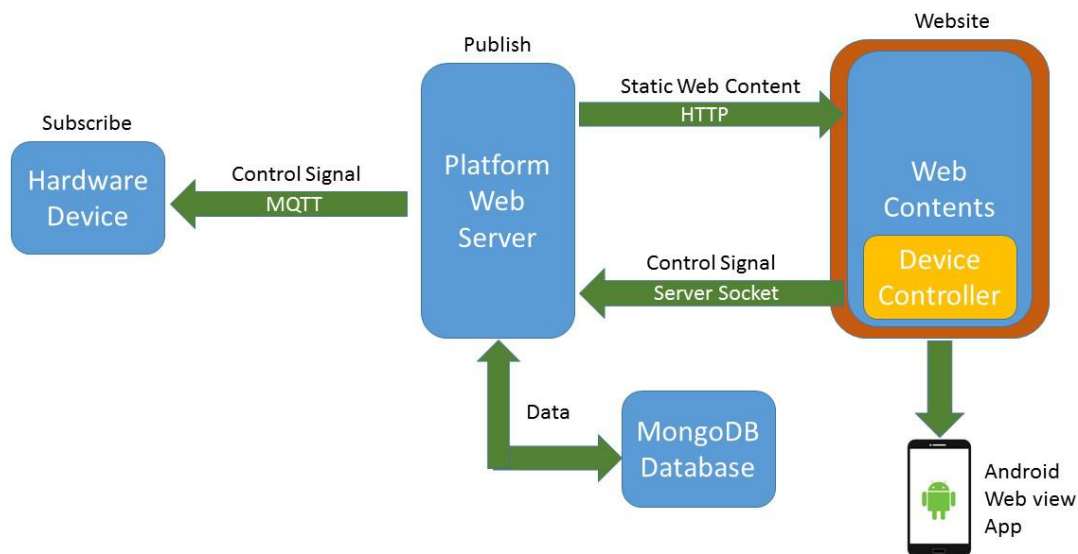 Website
Publish
Static Web Content
HTTP
Subscribe
Hardware
Device
Control Signal
MQTT
Platform
Web
Server
Web
Contents
Control Signal
Server Socket
Device
Controller
Data
MongoDB
Database
Android
Web view
App